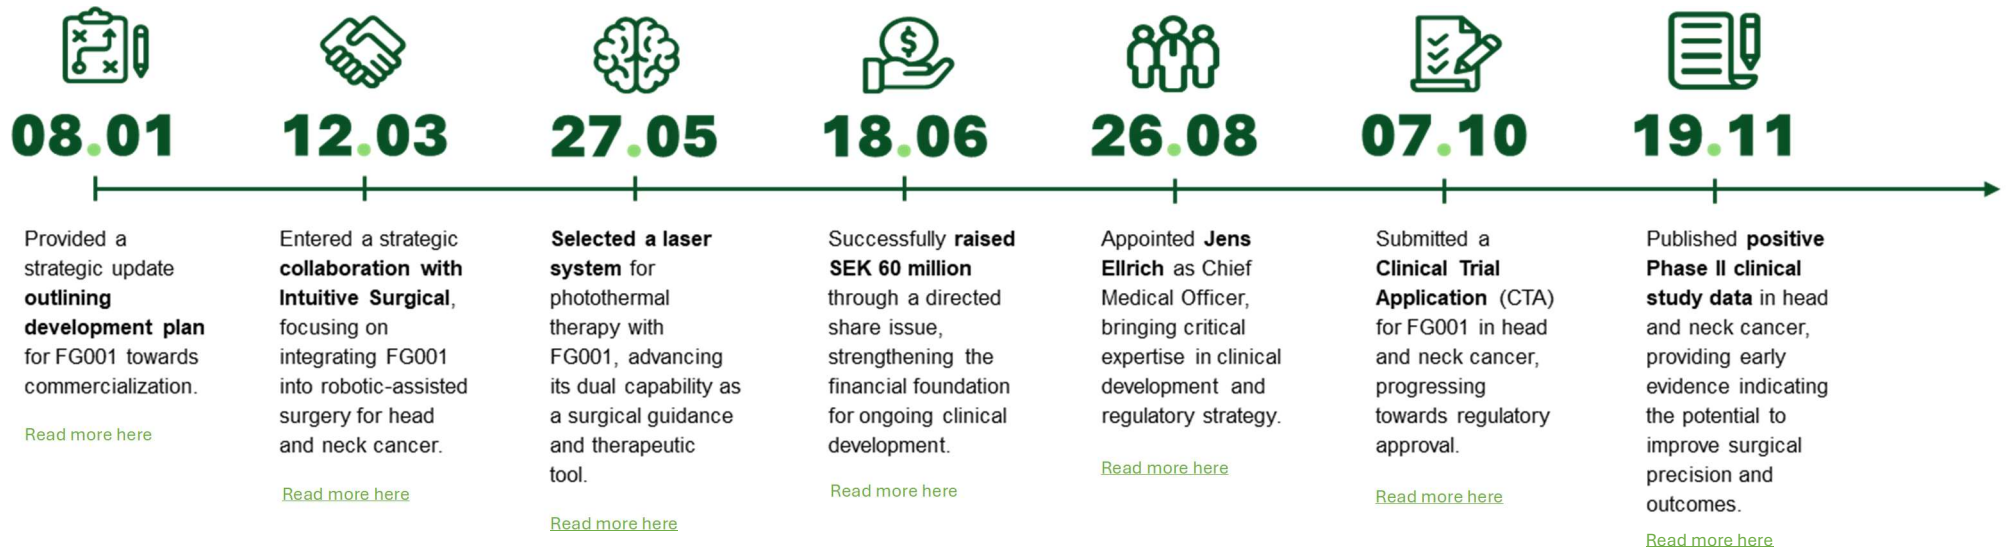 08.01
12.03
27.05
18.06
26.08
07.10
19.11
Provided a
strategic update
outlining
development plan
for FG001 towards
commercialization.
Read more here
Entered a strategic
collaboration with
Intuitive Surgical,
focusing on
integrating FG001
into robotic-assisted
surgery for head
and neck cancer.
Read more here
Selected a laser
system for
photothermal
therapy with
FG001, advancing
its dual capability as
a surgical guidance
and therapeutic
tool.
Read more here
Successfully raised
SEK 60 million
through a directed
share issue,
strengthening the
financial foundation
for ongoing clinical
development.
Read more here
Appointed Jens
Ellrich as Chief
Medical Officer,
bringing critical
expertise in clinical
development and
regulatory strategy.
Read more here
Submitted a
Clinical Trial
Application (CTA)
for FG001 in head
and neck cancer,
progressing
towards regulatory
approval.
Read more here
Published positive
Phase II clinical
study data in head
and neck cancer,
providing early
evidence indicating
the potential to
improve surgical
precision and
outcomes.
Read more here